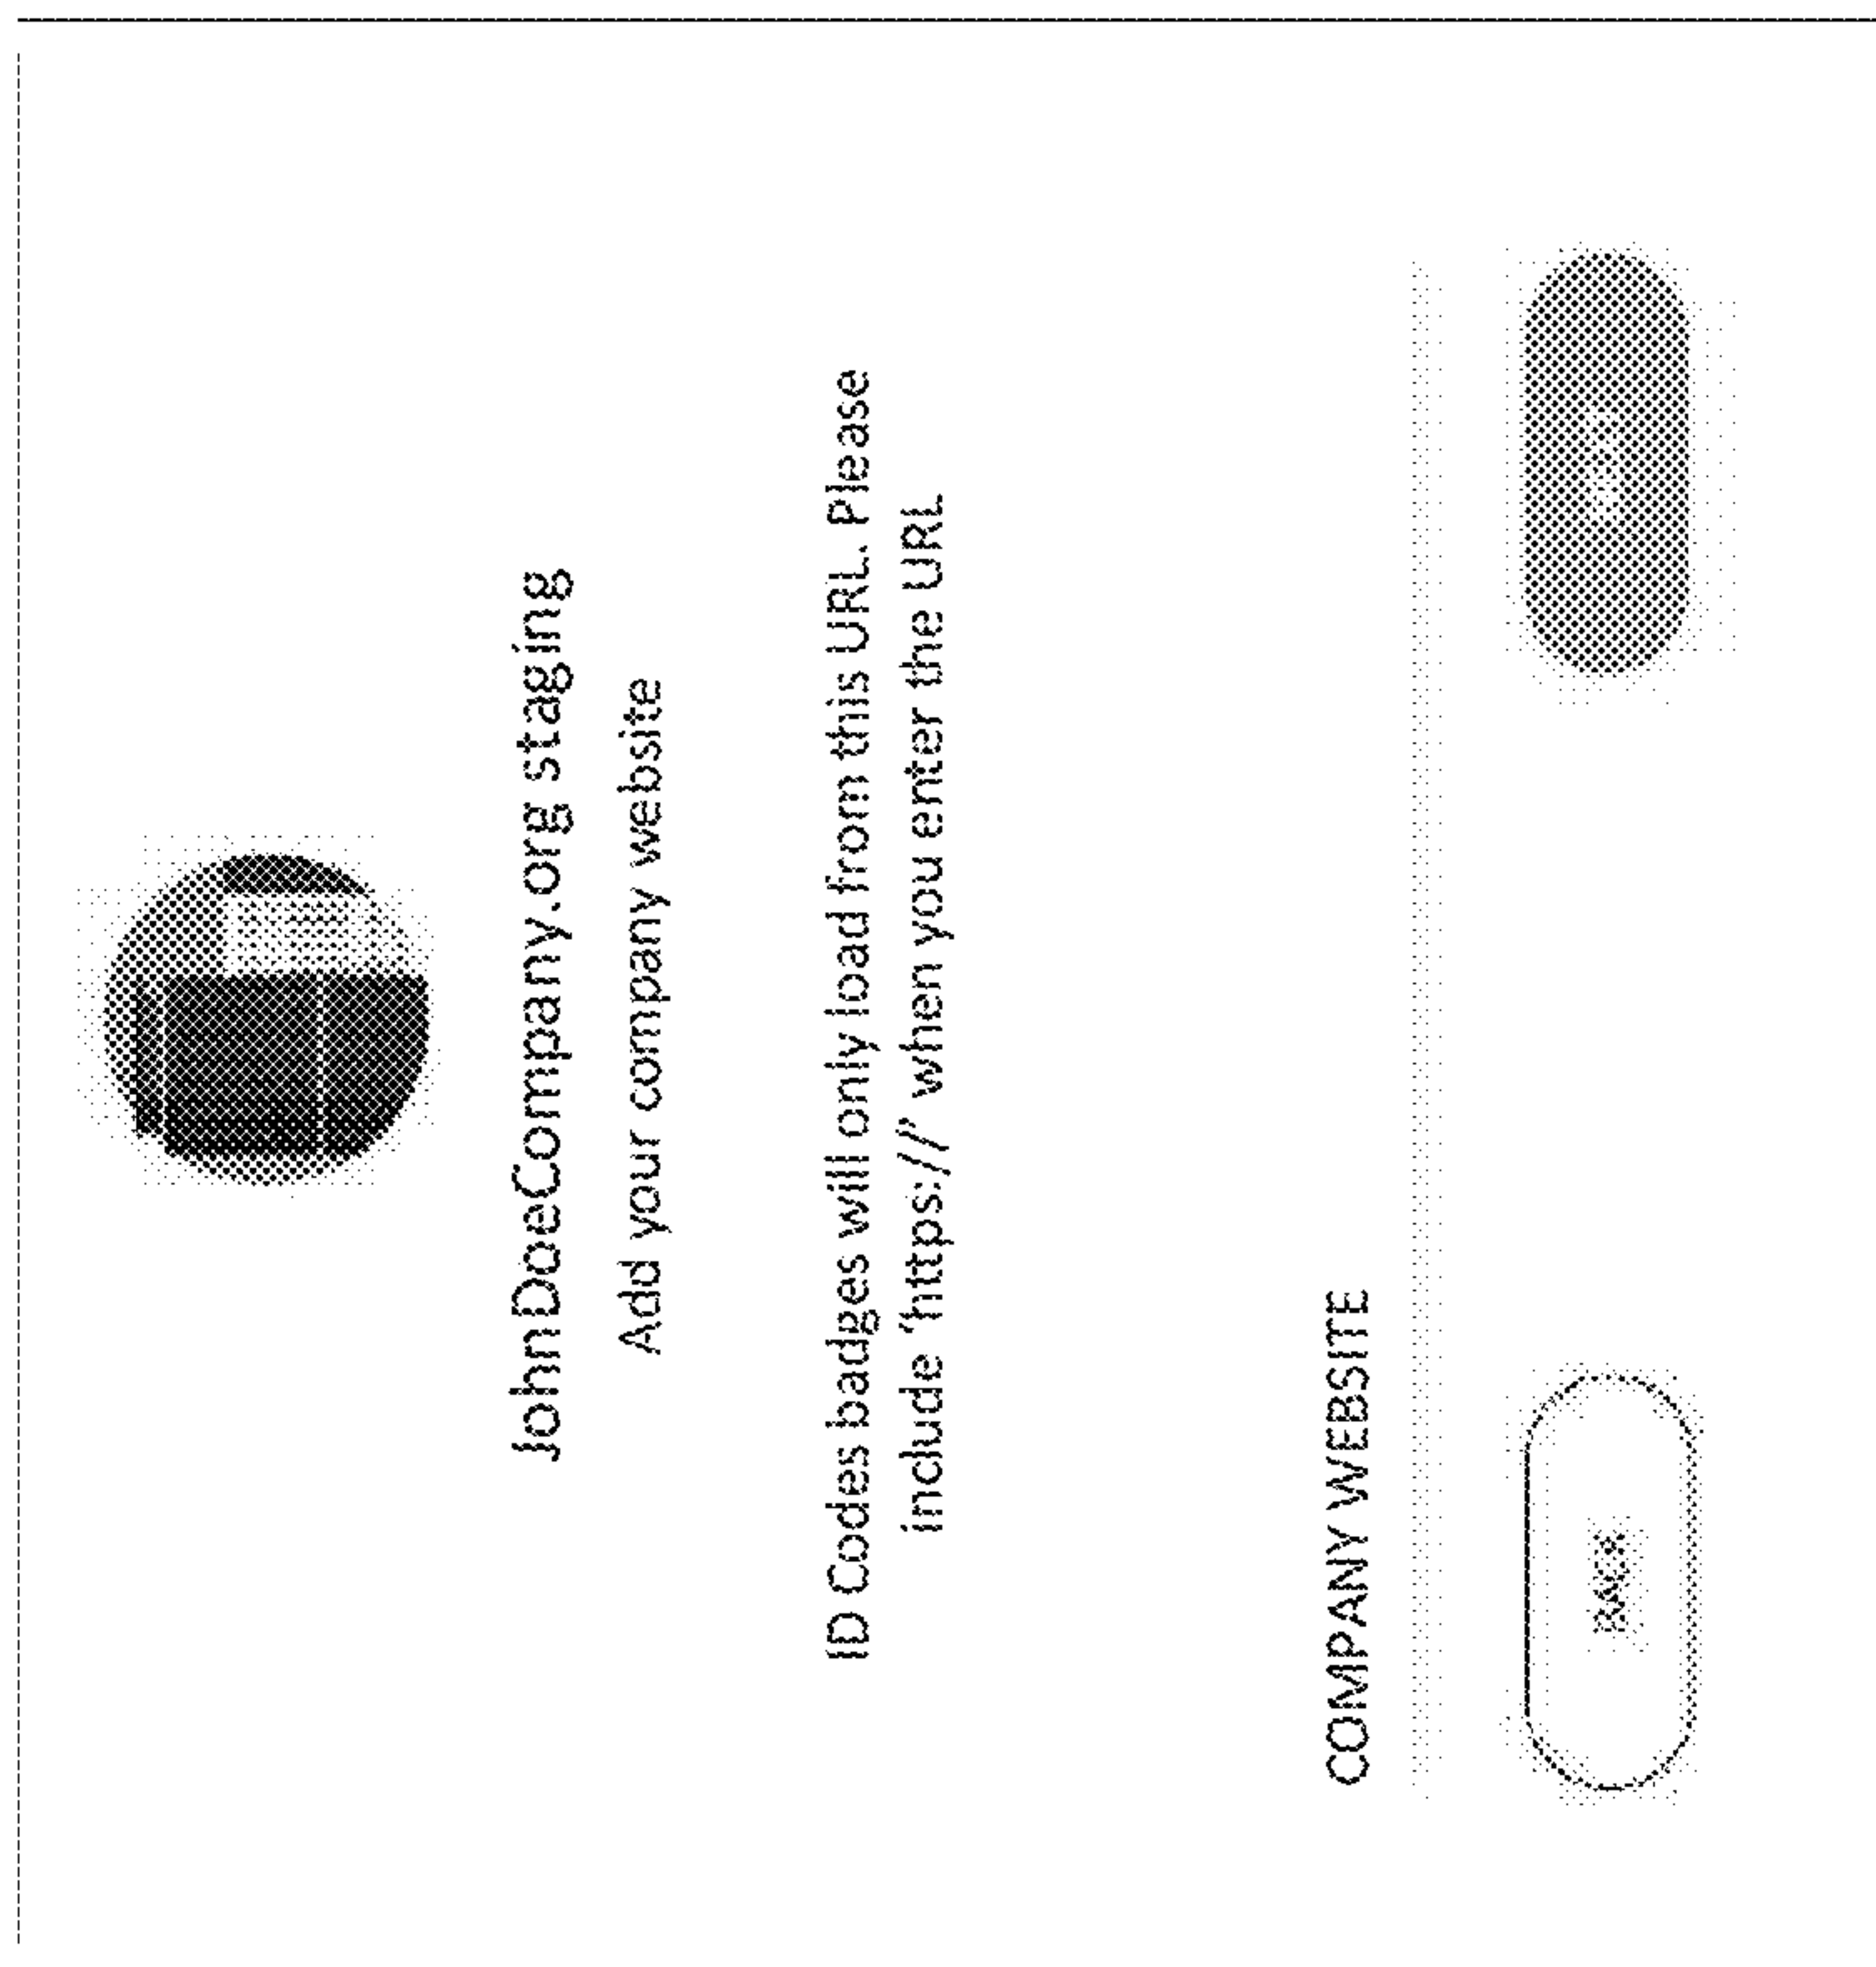 JohnDoeCompany.org staging
Add your company website
ID Codes badges will only load from this URL. Please
include 'https://' when you enter the URL
COMPANY WEBSITE
BACK